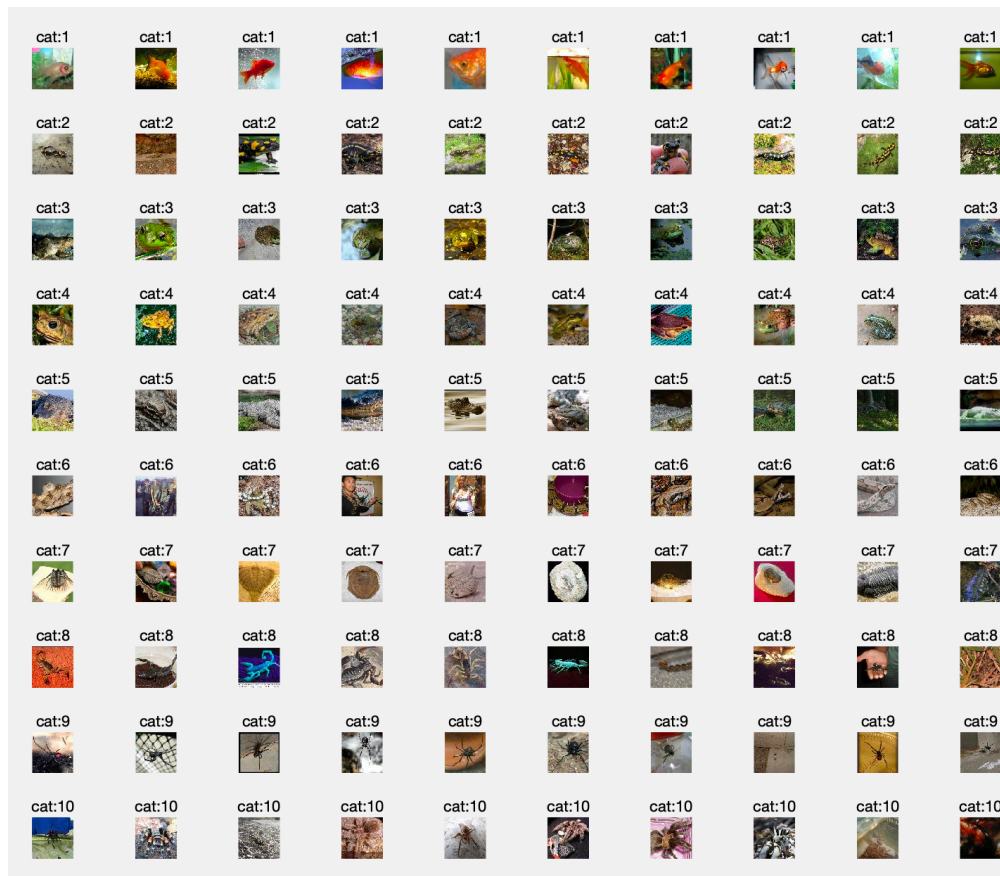 cat:1 cat:1 cat:1 cat:1 cat:1 cat:1 cat:1 cat:1 cat:1 cat:1
cat:2 cat:2 cat:2 cat:2 cat:2 cat:2 cat:2 cat:2 cat:2 cat:2
cat:3 cat:3 cat:3 cat:3 cat:3 cat:3 cat:3 cat:3 cat:3 cat:3
cat:4 cat:4 cat:4 cat:4 cat:4 cat:4 cat:4 cat:4 cat:4 cat:4
cat:5 cat:5 cat:5 cat:5 cat:5 cat:5 cat:5 cat:5 cat:5 cat:5
cat:6 cat:6 cat:6 cat:6 cat:6 cat:6 cat:6 cat:6 cat:6 cat:6
cat:7 cat:7 cat:7 cat:7 cat:7 cat:7 cat:7 cat:7 cat:7 cat:7
cat:8 cat:8 cat:8 cat:8 cat:8 cat:8 cat:8 cat:8 cat:8 cat:8
cat:9 cat:9 cat:9 cat:9 cat:9 cat:9 cat:9 cat:9 cat:9 cat:9
cat:10 cat:10 cat:10 cat:10 cat:10 cat:10 cat:10 cat:10 cat:10 cat:10